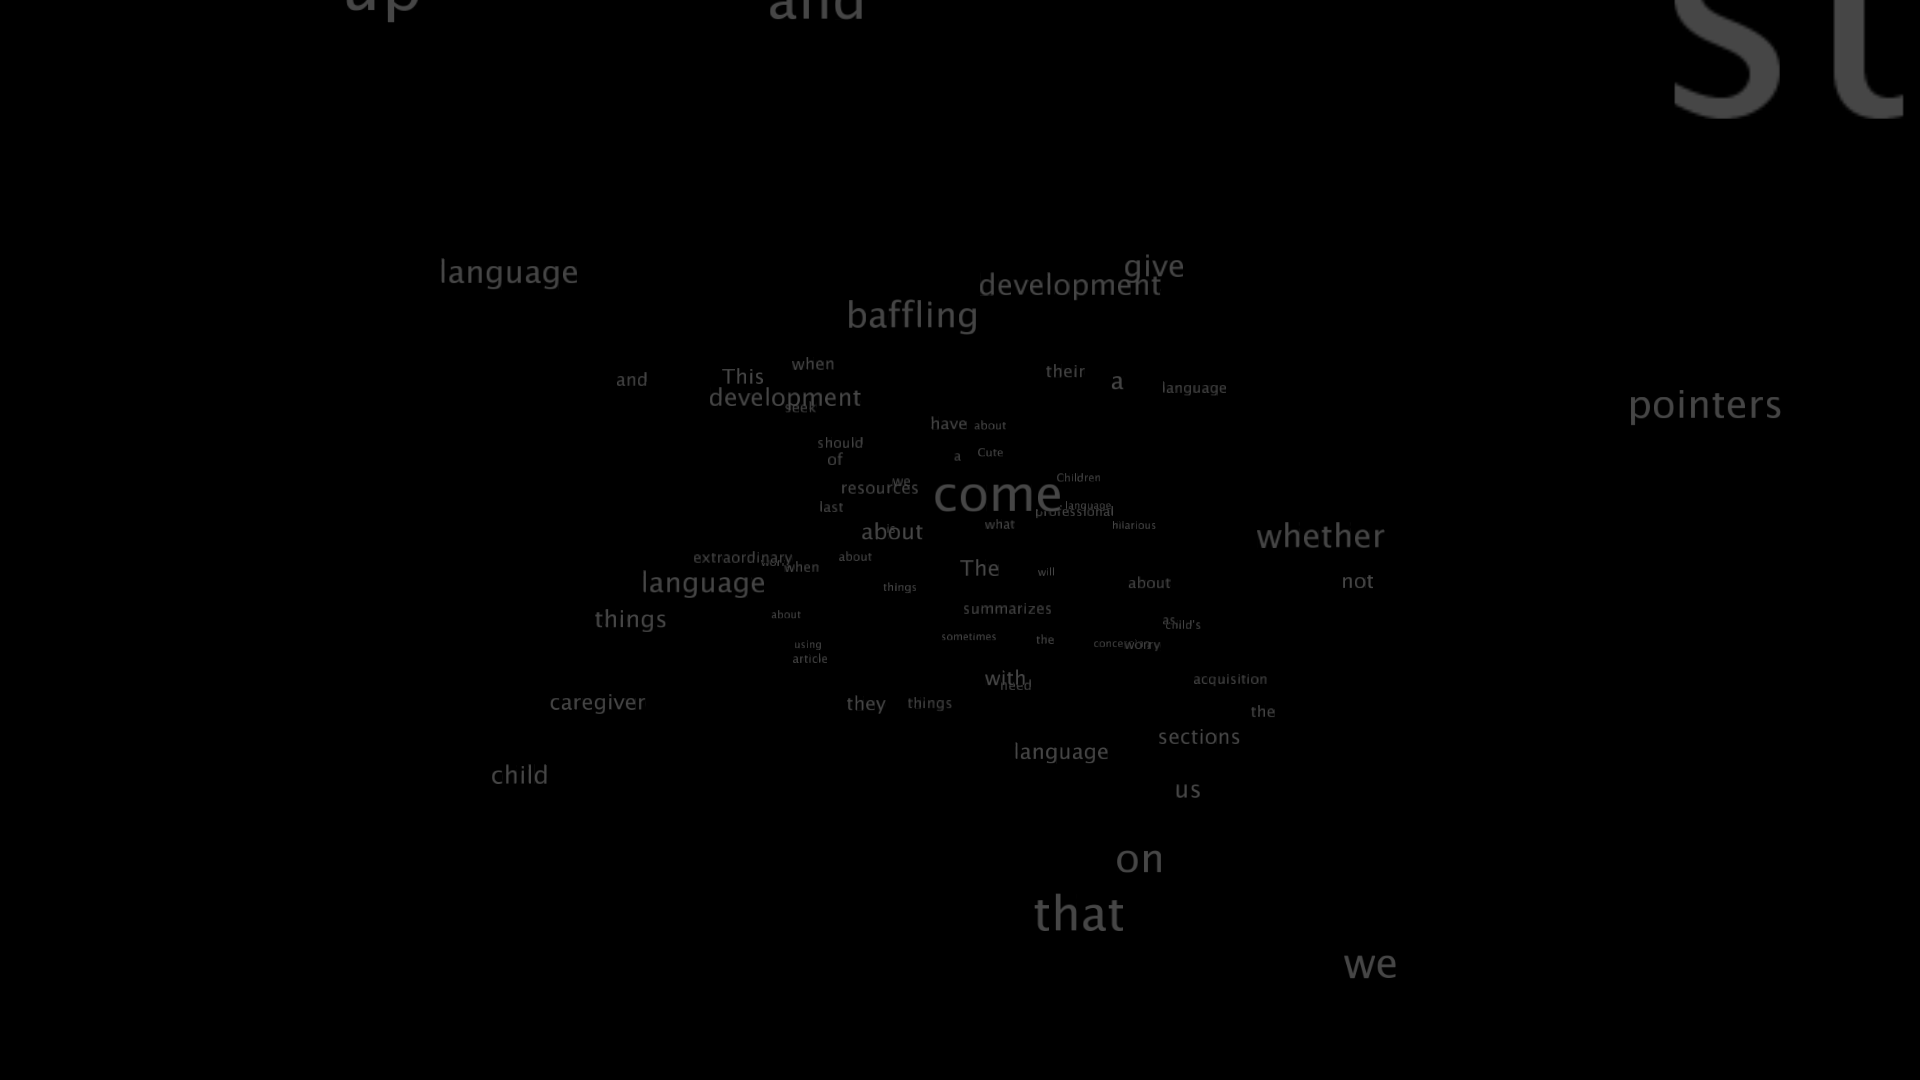 up
and
give
language
development
baffling
when
their
This
and
a
language
development
pointers
seek
have
about
should
a
Cute
of
Children
we
resources
come
language
last
professional
what
hilarious
about
whether
extraordinary
about
worry
when
The
will
language
not
about
things
summarizes
about
things
as
child's
sometimes
the
using
concession
worry
article
with
acquisition
need
caregiver
they
things
the
sections
language
child
us
on
that
we